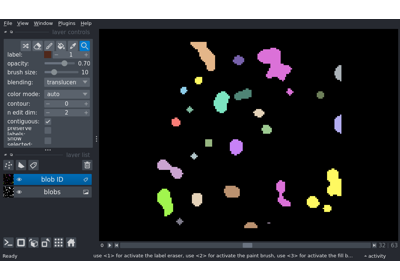 File View Window Plugins Help
layer controls
label: 1
opacity: 0.70
brush size: 10
blending: translucen
color mode: auto
contour: 0
n edit dim: 2
contiguous:
preserve labels:
show selected:
layer list
blob ID
blobs
32 | 63
Ready
use <1> for activate the label eraser, use <2> for activate the paint brush, use <3> for activate the fill b...
activity